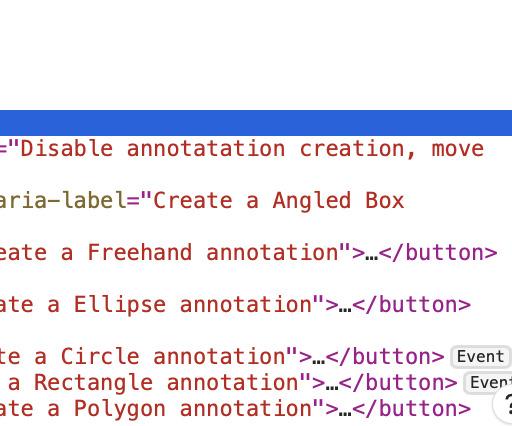 ="Disable annotatation creation, move
aria-label="Create a Angled Box
eate a Freehand annotation">…</button>
ate a Ellipse annotation">…</button>
te a Circle annotation">…</button> Event
a Rectangle annotation">…</button> Event
ate a Polygon annotation">…</button> ?